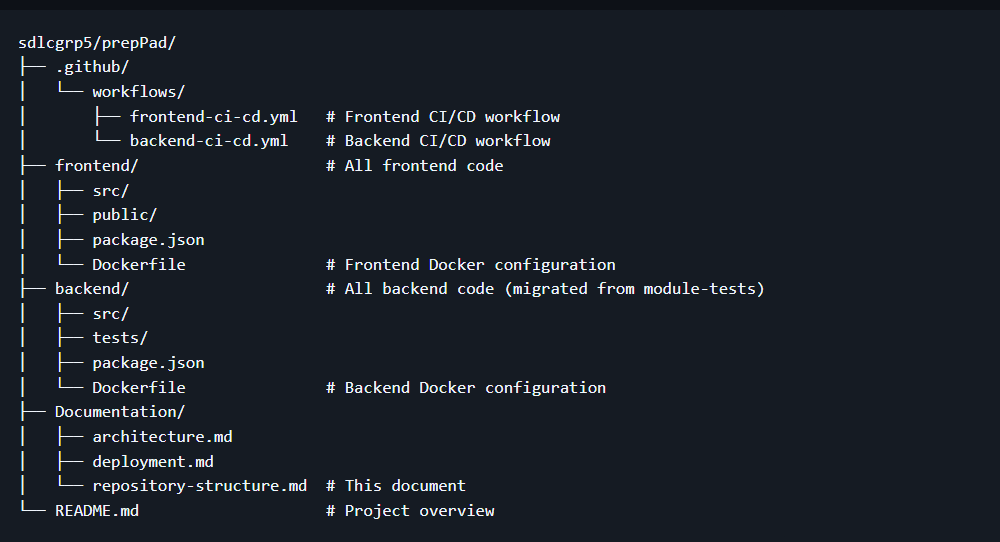 sdlcgrp5/prepPad/
├── .github/
│   └── workflows/
│       ├── frontend-ci-cd.yml   # Frontend CI/CD workflow
│       └── backend-ci-cd.yml    # Backend CI/CD workflow
├── frontend/                    # All frontend code
│   ├── src/
│   ├── public/
│   ├── package.json
│   └── Dockerfile               # Frontend Docker configuration
├── backend/                     # All backend code (migrated from module-tests)
│   ├── src/
│   ├── tests/
│   ├── package.json
│   └── Dockerfile               # Backend Docker configuration
├── Documentation/
│   ├── architecture.md
│   ├── deployment.md
│   └── repository-structure.md  # This document
└── README.md                    # Project overview